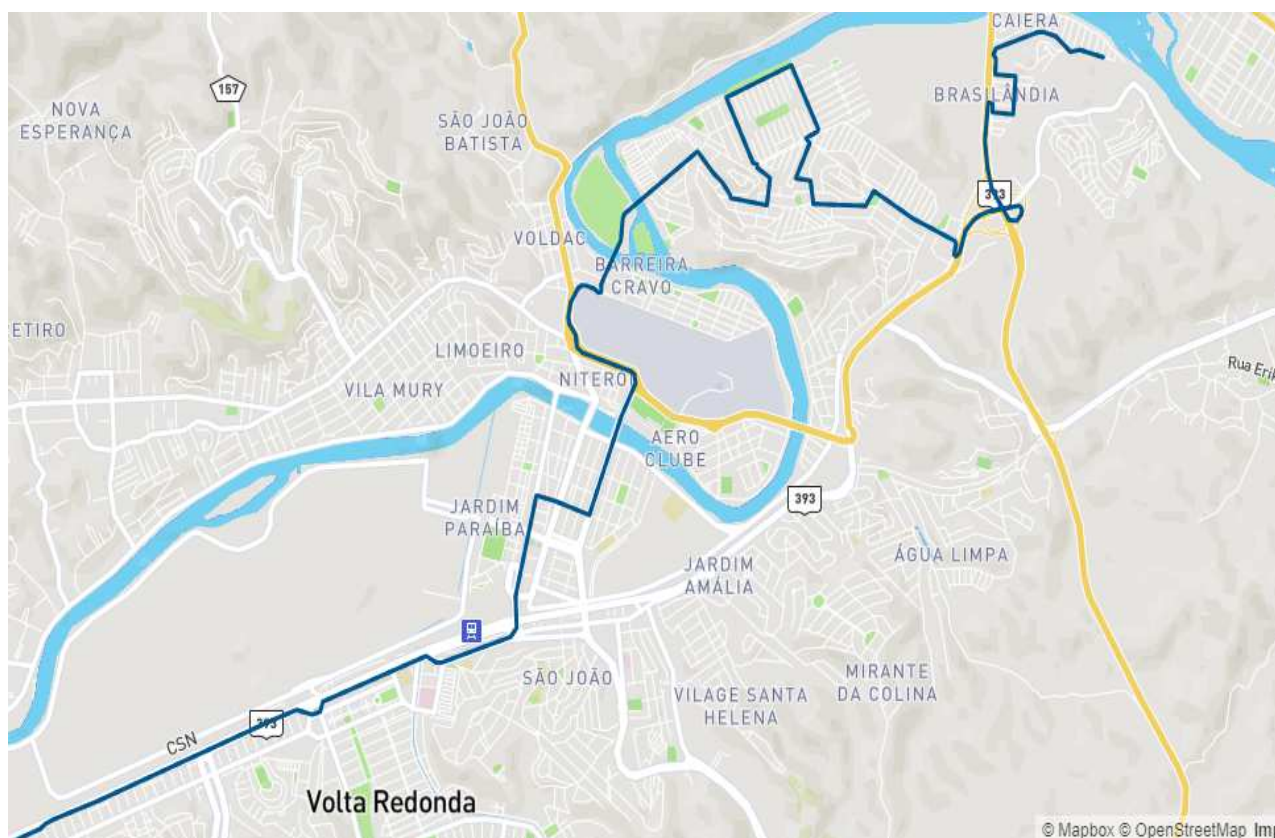 CAIERA
157
NOVA
ESPERANÇA
BRASILÂNDIA
SÃO JOÃO
BATISTA
393
VOLDAC
BARREIRA
CRAVO
ETIRO
LIMOEIRO
NITERÓI
VILA MURY
Rua Erik
AERO
CLUBE
393
JARDIM
PARAÍBA
ÁGUA LIMPA
JARDIM
AMÁLIA
SÃO JOÃO
MIRANTE
DA COLINA
VILAGE SANTA
HELENA
393
CSN
Volta Redonda
© Mapbox © OpenStreetMap Im